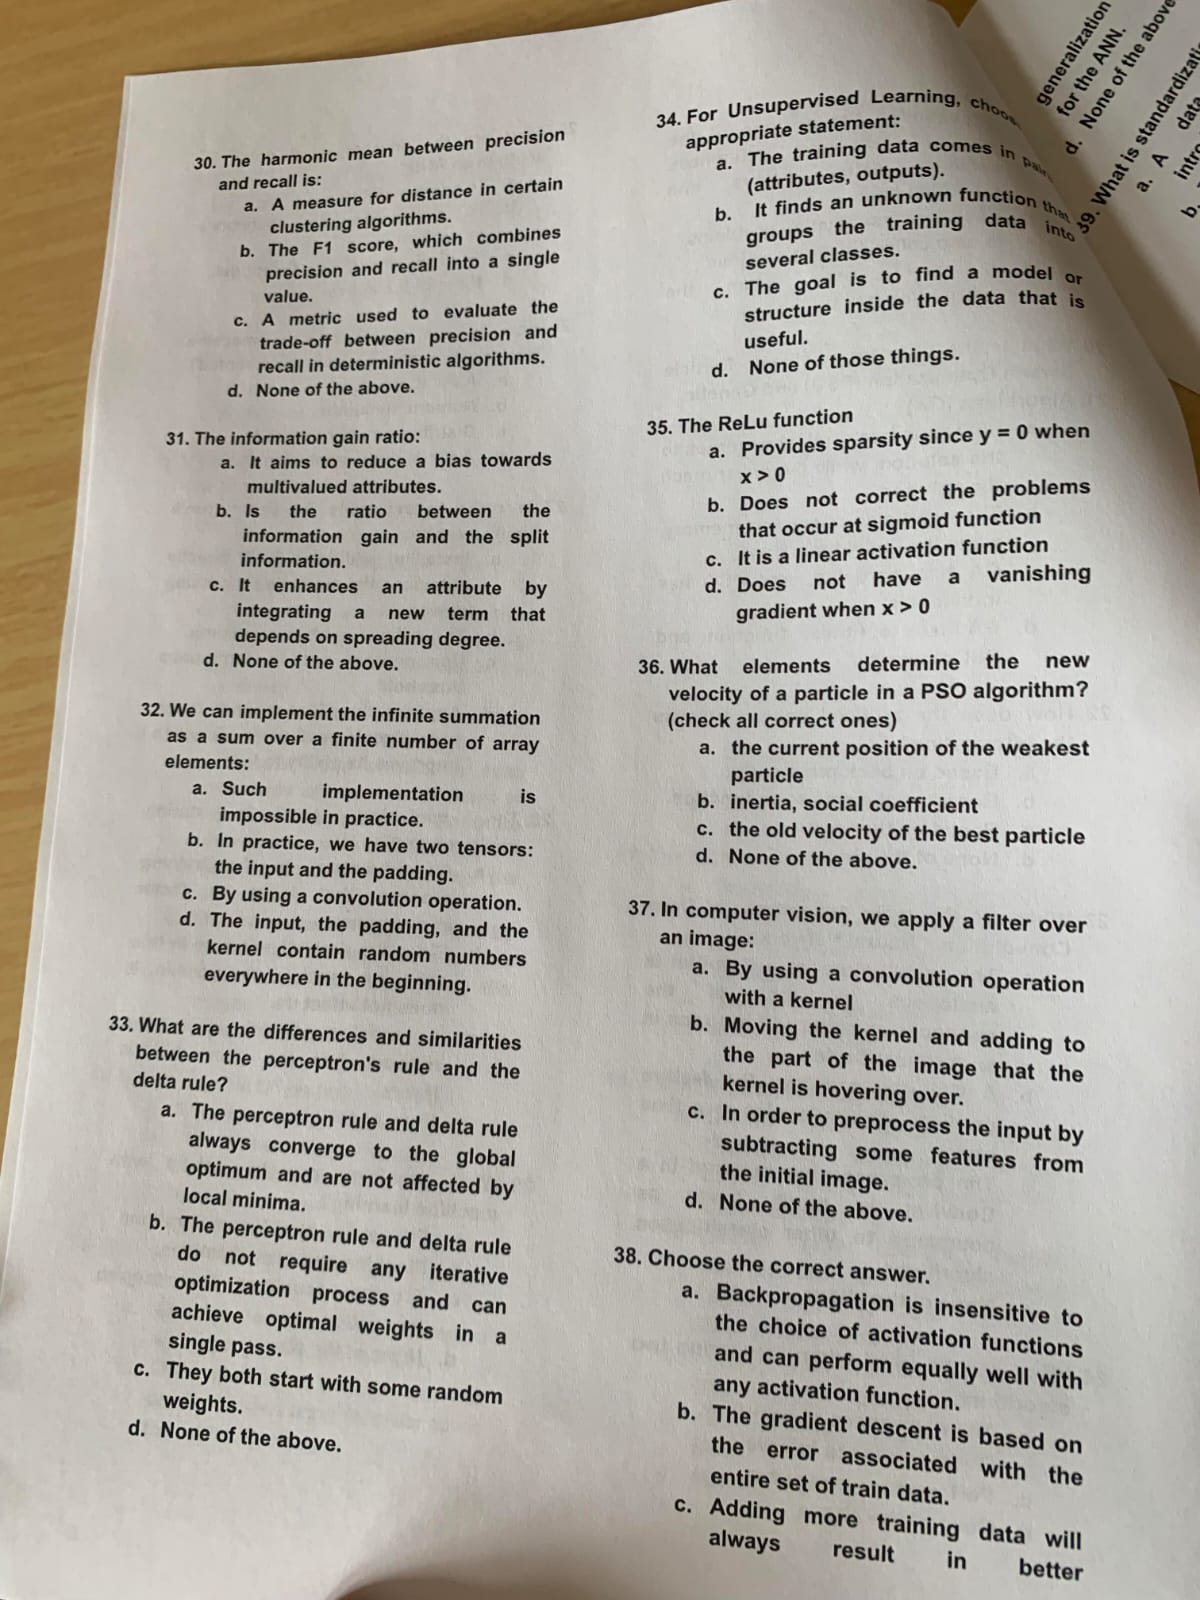 30. The harmonic mean between precision
and recall is:
a. A measure for distance in certain
clustering algorithms.
b. The F1 score, which combines
precision and recall into a single
value.
c. A metric used to evaluate the
trade-off between precision and
recall in deterministic algorithms.
d. None of the above.
31. The information gain ratio:
a. It aims to reduce a bias towards
multivalued attributes.
b. Is the ratio between the
information gain and the split
information.
c. It enhances an attribute by
integrating a new term that
depends on spreading degree.
d. None of the above.
32. We can implement the infinite summation
as a sum over a finite number of array
elements:
a. Such implementation is
impossible in practice.
b. In practice, we have two tensors:
the input and the padding.
c. By using a convolution operation.
d. The input, the padding, and the
kernel contain random numbers
everywhere in the beginning.
33. What are the differences and similarities
between the perceptron's rule and the
delta rule?
a. The perceptron rule and delta rule
always converge to the global
optimum and are not affected by
local minima.
b. The perceptron rule and delta rule
do not require any iterative
optimization process and can
achieve optimal weights in a
single pass.
c. They both start with some random
weights.
d. None of the above.
34. For Unsupervised Learning,
appropriate statement:
a. The training data comes in
(attributes, outputs).
b. It finds an unknown function that
groups the training data into
several classes.
c. The goal is to find a model or
structure inside the data that is
useful.
d. None of those things.
35. The ReLu function
a. Provides sparsity since y = 0 when
x > 0
b. Does not correct the problems
that occur at sigmoid function
c. It is a linear activation function
d. Does not have a vanishing
gradient when x > 0
36. What elements determine the new
velocity of a particle in a PSO algorithm?
(check all correct ones)
a. the current position of the weakest
particle
b. inertia, social coefficient
c. the old velocity of the best particle
d. None of the above.
37. In computer vision, we apply a filter over
an image:
a. By using a convolution operation
with a kernel
b. Moving the kernel and adding to
the part of the image that the
kernel is hovering over.
c. In order to preprocess the input by
subtracting some features from
the initial image.
d. None of the above.
38. Choose the correct answer.
a. Backpropagation is insensitive to
the choice of activation functions
and can perform equally well with
any activation function.
b. The gradient descent is based on
the error associated with the
entire set of train data.
c. Adding more training data will
always result in better
generalization
for the ANN.
d. None of the above
39. What is
a. A data
b.